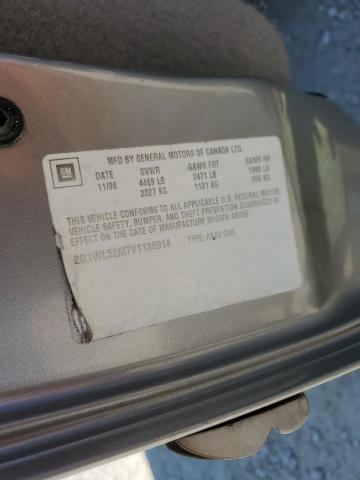 GM
MFD BY GENERAL MOTORS OF CANADA LTD.
DATE GVWR GAWR FRT GAWR RR
11/96 4469 LB 2471 LB 1998 LB
2027 KG 1121 KG 906 KG
THIS VEHICLE CONFORMS TO ALL APPLICABLE U.S. FEDERAL MOTOR
VEHICLE SAFETY, BUMPER, AND THEFT PREVENTION STANDARDS IN
EFFECT ON THE DATE OF MANUFACTURE SHOWN ABOVE.
2G1WL52M7V1138914 TYPE: PASS CAR